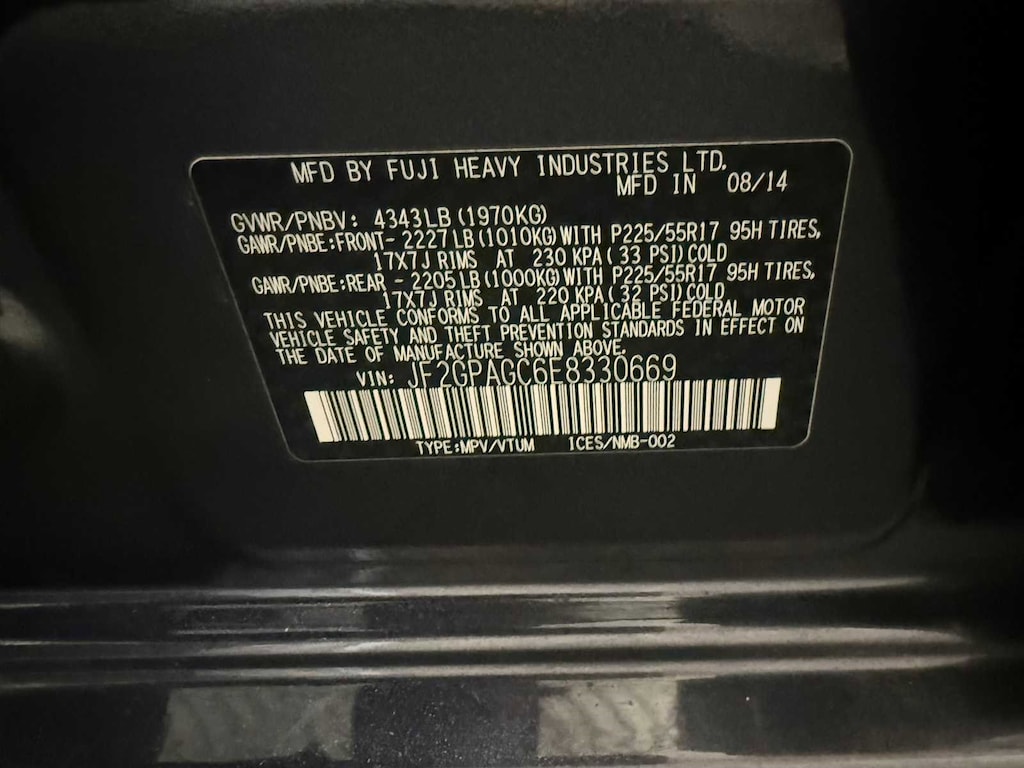 MFD BY FUJI HEAVY INDUSTRIES LTD.
MFD IN 08/14
GVWR/PNBV: 4343LB(1970KG)
GAWR/PNBE:FRONT-2227LB(1010KG)WITH P225/55R17 95H TIRES,
17X7J RIMS AT 230 KPA(33 PSI)COLD
GAWR/PNBE:REAR -2205LB(1000KG)WITH P225/55R17 95H TIRES,
17X7J RIMS AT 220 KPA(32 PSI)COLD
THIS VEHICLE CONFORMS TO ALL APPLICABLE FEDERAL MOTOR
VEHICLE SAFETY AND THEFT PREVENTION STANDARDS IN EFFECT ON
THE DATE OF MANUFACTURE SHOWN ABOVE.
VIN: JF2GPAGC6E8330669
TYPE:MPV/VTUM ICES/NMB-002